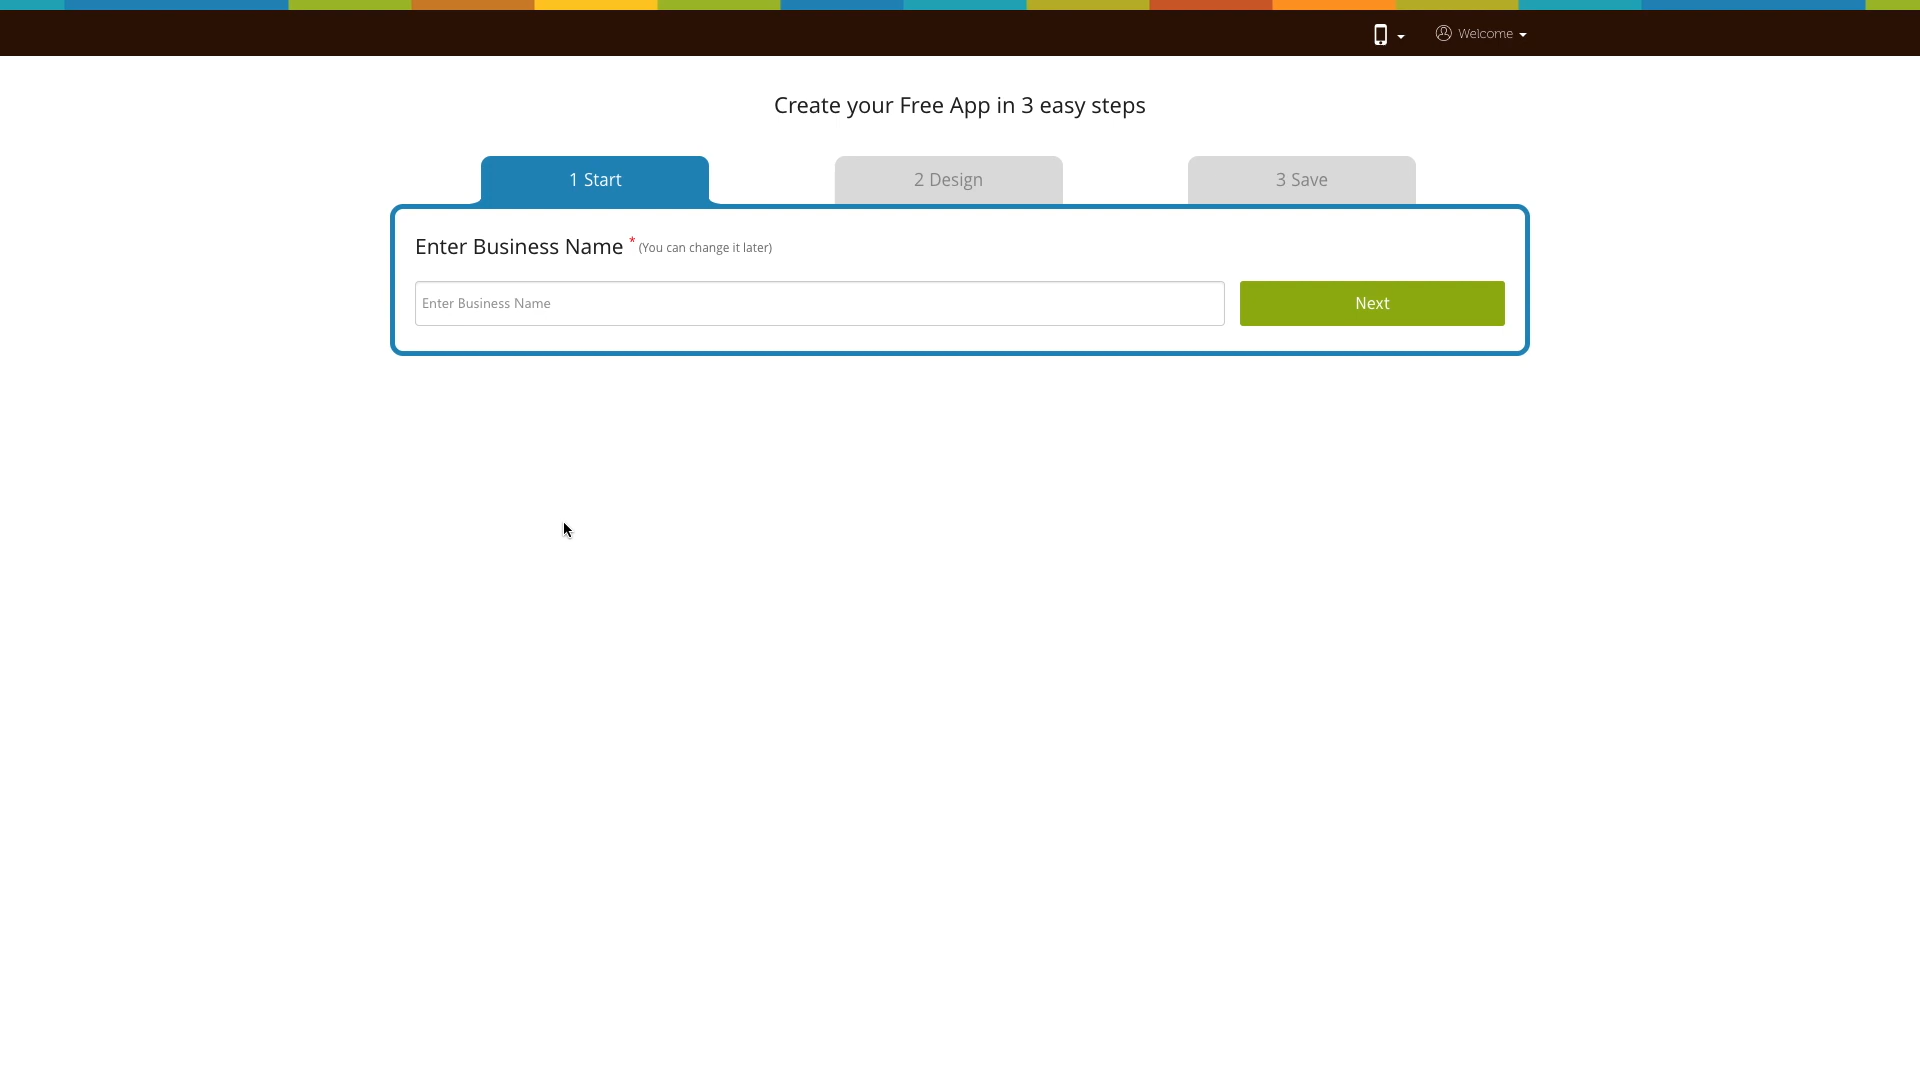 Welcome
Create your Free App in 3 easy steps
1 Start
2 Design
3 Save
Enter Business Name * (You can change it later)
Enter Business Name
Next